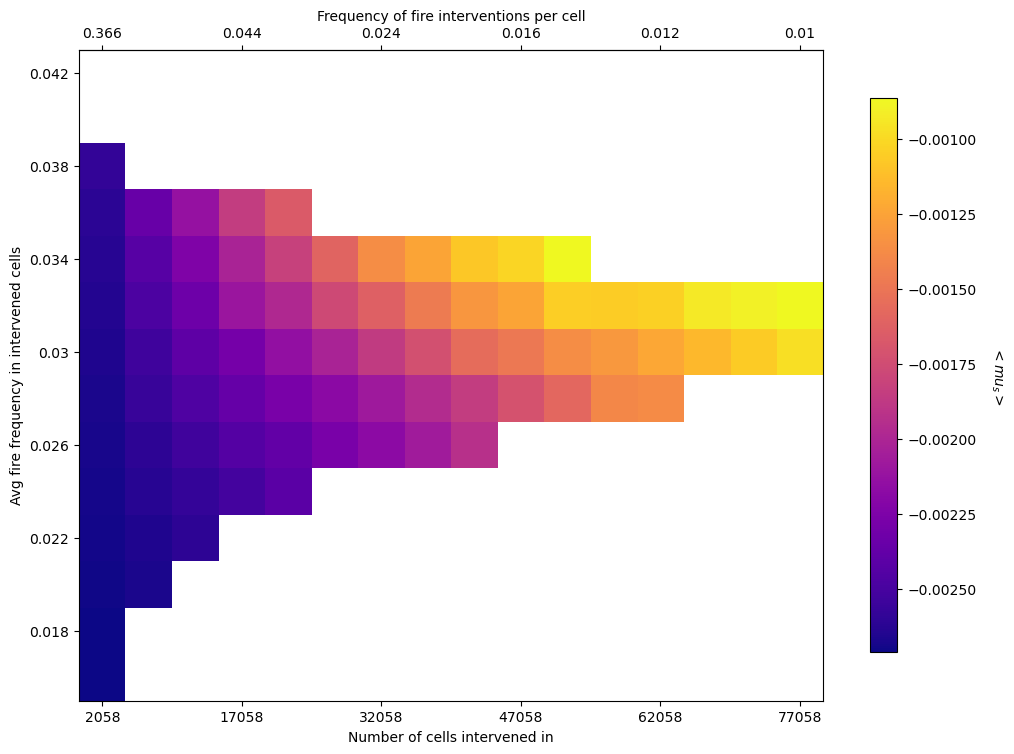 Frequency of fire interventions per cell
0.366 0.044 0.024 0.016 0.012 0.01
Avg fire frequency in intervened cells
0.042
0.038
0.034
0.03
0.026
0.022
0.018
2058 17058 32058 47058 62058 77058
Number of cells intervened in
−0.00100
−0.00125
−0.00150
−0.00175
−0.00200
−0.00225
−0.00250
< mu_s >